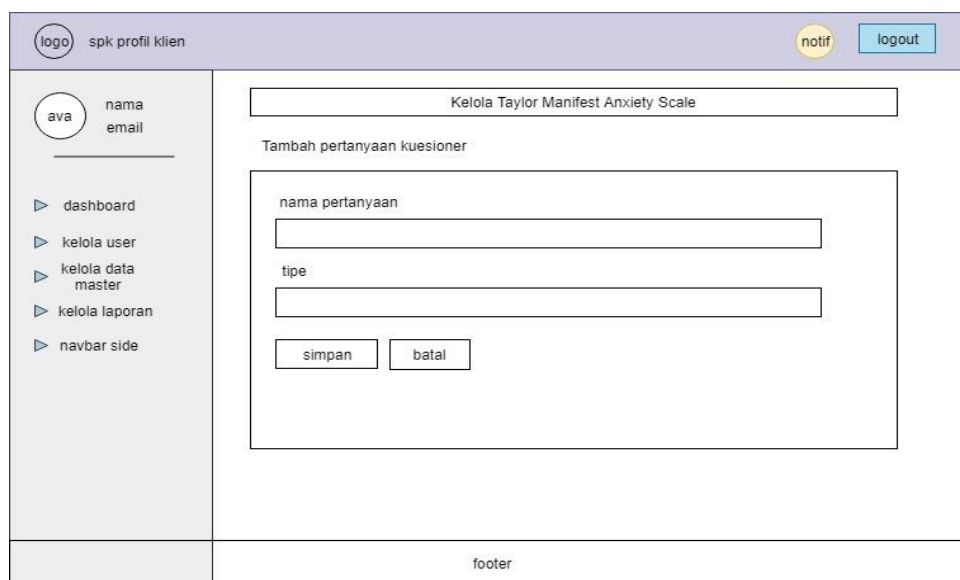 logo
spk profil klien
notif
logout
ava
nama
email
dashboard
kelola user
kelola data
master
kelola laporan
navbar side
Kelola Taylor Manifest Anxiety Scale
Tambah pertanyaan kuesioner
nama pertanyaan
tipe
simpan
batal
footer